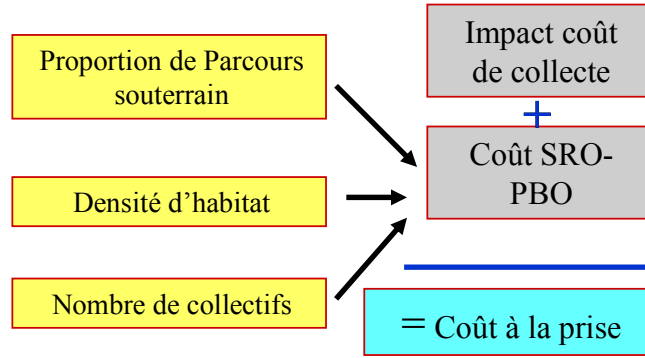 Proportion de Parcours
souterrain
Densité d’habitat
Nombre de collectifs
Impact coût
de collecte
+
Coût SRO-
PBO
= Coût à la prise